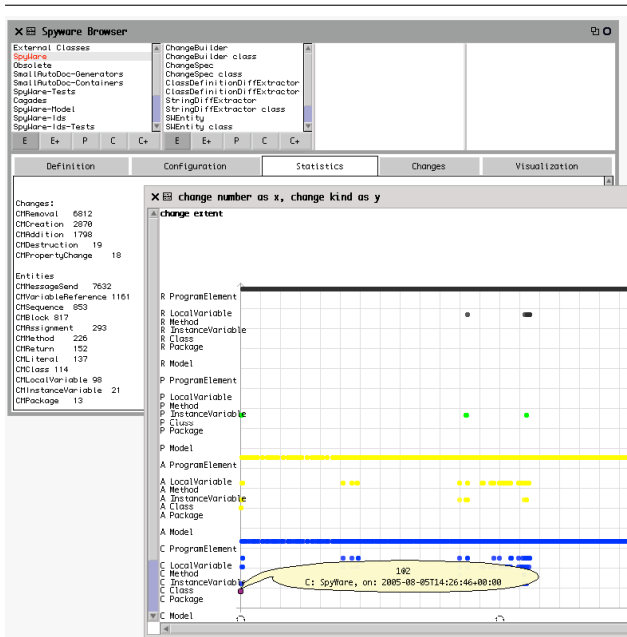 Spyware Browser
External Classes
SpyWare
Obsolete
SmallAutoDoc-Generators
SmallAutoDoc-Containers
SpyWare-Tests
Cagades
SpyWare-Model
SpyWare-Ids
SpyWare-Ids-Tests
ChangeBuilder
ChangeBuilder class
ChangeSpec
ChangeSpec class
ClassDefinitionDiffExtractor
ClassDefinitionDiffExtractor
StringDiffExtractor
StringDiffExtractor class
SWEntity
SWEntity class
E E+ P C C+ E E+ P C C+
Definition Configuration Statistics Changes Visualization
Changes:
CMRemoval 6812
CMCreation 2870
CMAddition 1798
CMDestruction 19
CMPropertyChange 18
Entities
CMMessageSend 7632
CMVariableReference 1161
CMSequence 853
CMBlock 817
CMAssignment 293
CMMethod 226
CMReturn 152
CMLiteral 137
CMClass 114
CMLocalVariable 98
CMInstanceVariable 21
CMPackage 13
change number as x, change kind as y
change extent
R ProgramElement
R LocalVariable
R Method
R InstanceVariable
R Class
R Package
R Model
P ProgramElement
P LocalVariable
P Method
P InstanceVariable
P Class
P Package
P Model
A ProgramElement
A LocalVariable
A Method
A InstanceVariable
A Class
A Package
A Model
C ProgramElement
C LocalVariable
C Method
C InstanceVariable
C Class
C Package
C Model
102
C: SpyWare, on: 2005-08-05T14:26:46+00:00